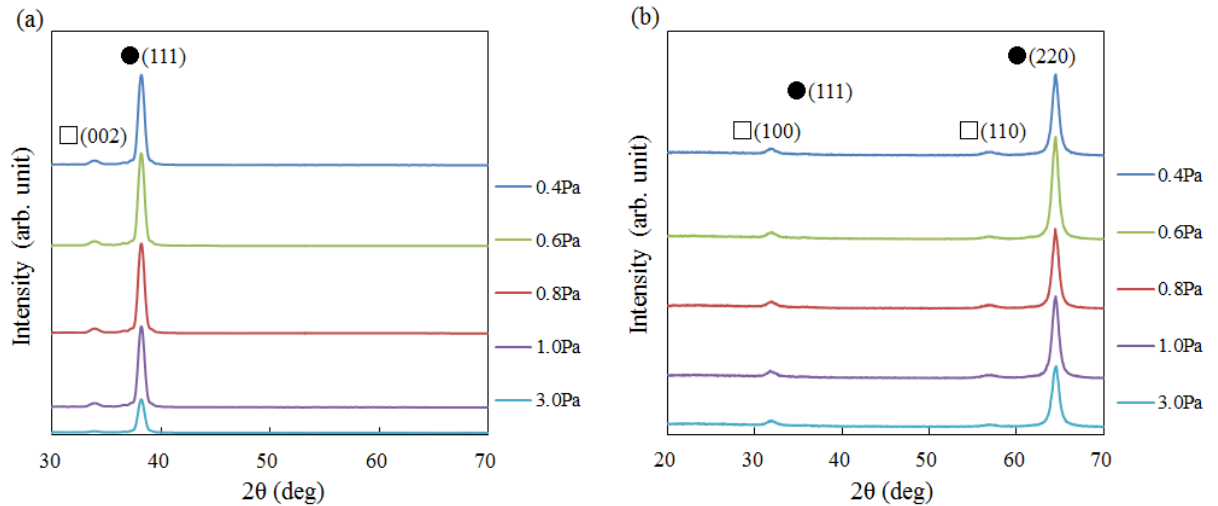 (a)
● (111)
□ (002)
Intensity (arb. unit)
0.4Pa
0.6Pa
0.8Pa
1.0Pa
3.0Pa
30 40 50 60 70
2θ (deg)
(b)
● (220)
● (111)
□ (100) □ (110)
Intensity (arb. unit)
0.4Pa
0.6Pa
0.8Pa
1.0Pa
3.0Pa
20 30 40 50 60 70
2θ (deg)